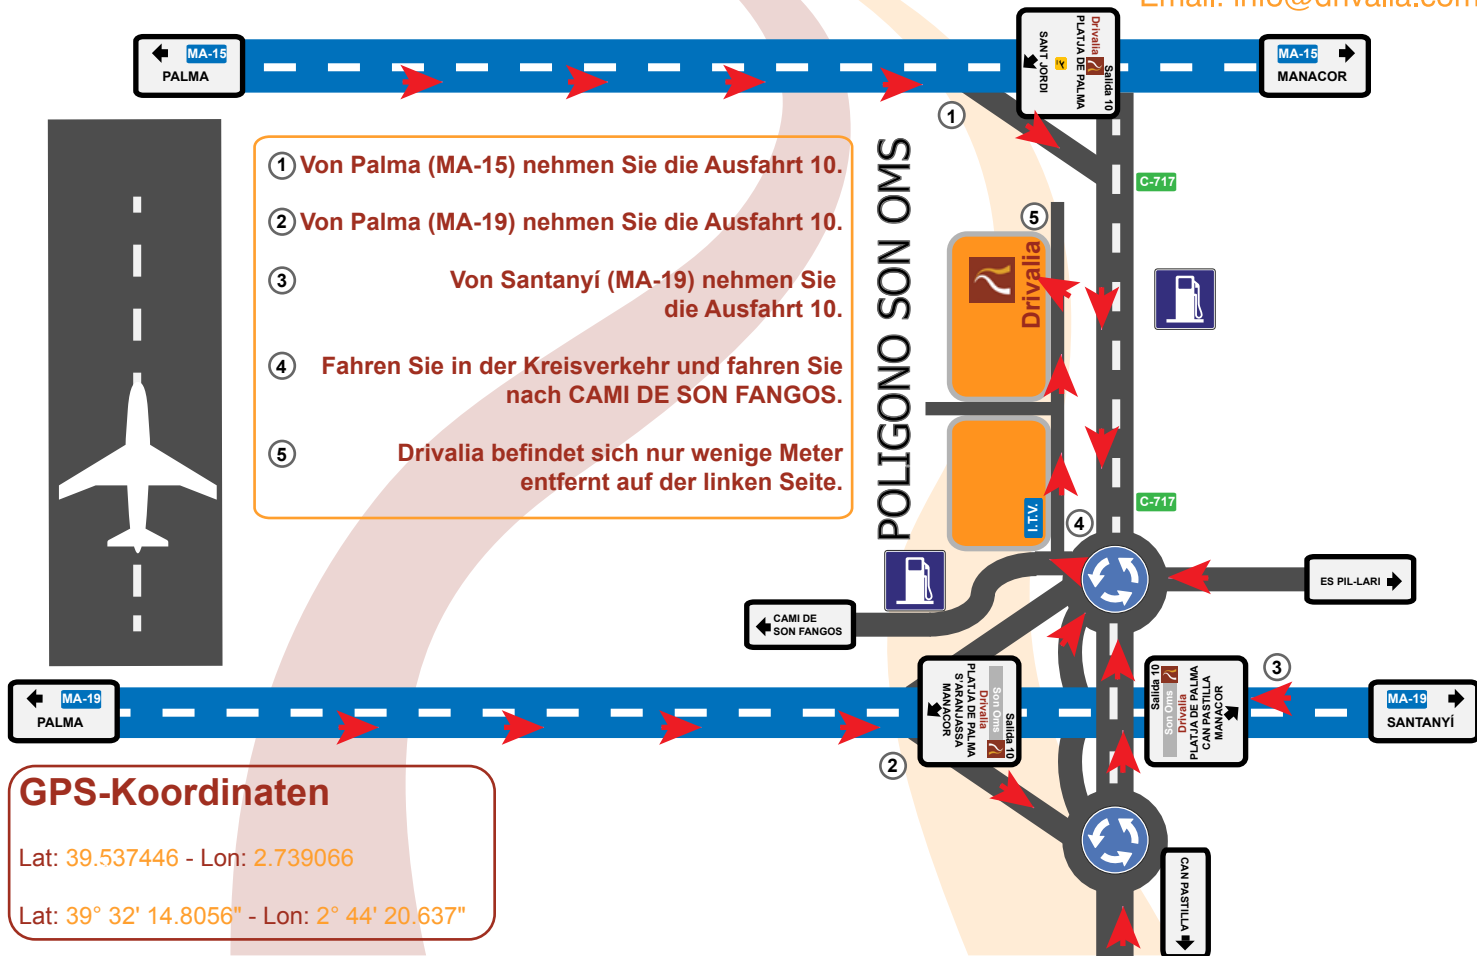 Email: info@drivalia.com
MA-15
PALMA
Salida 10
Drivalia
PLATJA DE PALMA
SANT JORDI
MA-15
MANACOR
1
1 Von Palma (MA-15) nehmen Sie die Ausfahrt 10.
2 Von Palma (MA-19) nehmen Sie die Ausfahrt 10.
3 Von Santanyí (MA-19) nehmen Sie
die Ausfahrt 10.
4 Fahren Sie in der Kreisverkehr und fahren Sie
nach CAMI DE SON FANGOS.
5 Drivalia befindet sich nur wenige Meter
entfernt auf der linken Seite.
POLIGONO SON OMS
C-717
5
Drivalia
I.T.V.
4
C-717
ES PIL-LARI
CAMI DE
SON FANGOS
MA-19
PALMA
Salida 10
Son Oms
Drivalia
PLATJA DE PALMA
S'ARANJASSA
MANACOR
Salida 10
Son Oms
Drivalia
PLATJA DE PALMA
CAN PASTILLA
MANACOR
3
MA-19
SANTANYÍ
2
GPS-Koordinaten
Lat: 39.537446 - Lon: 2.739066
Lat: 39° 32' 14.8056" - Lon: 2° 44' 20.637"
CAN PASTILLA